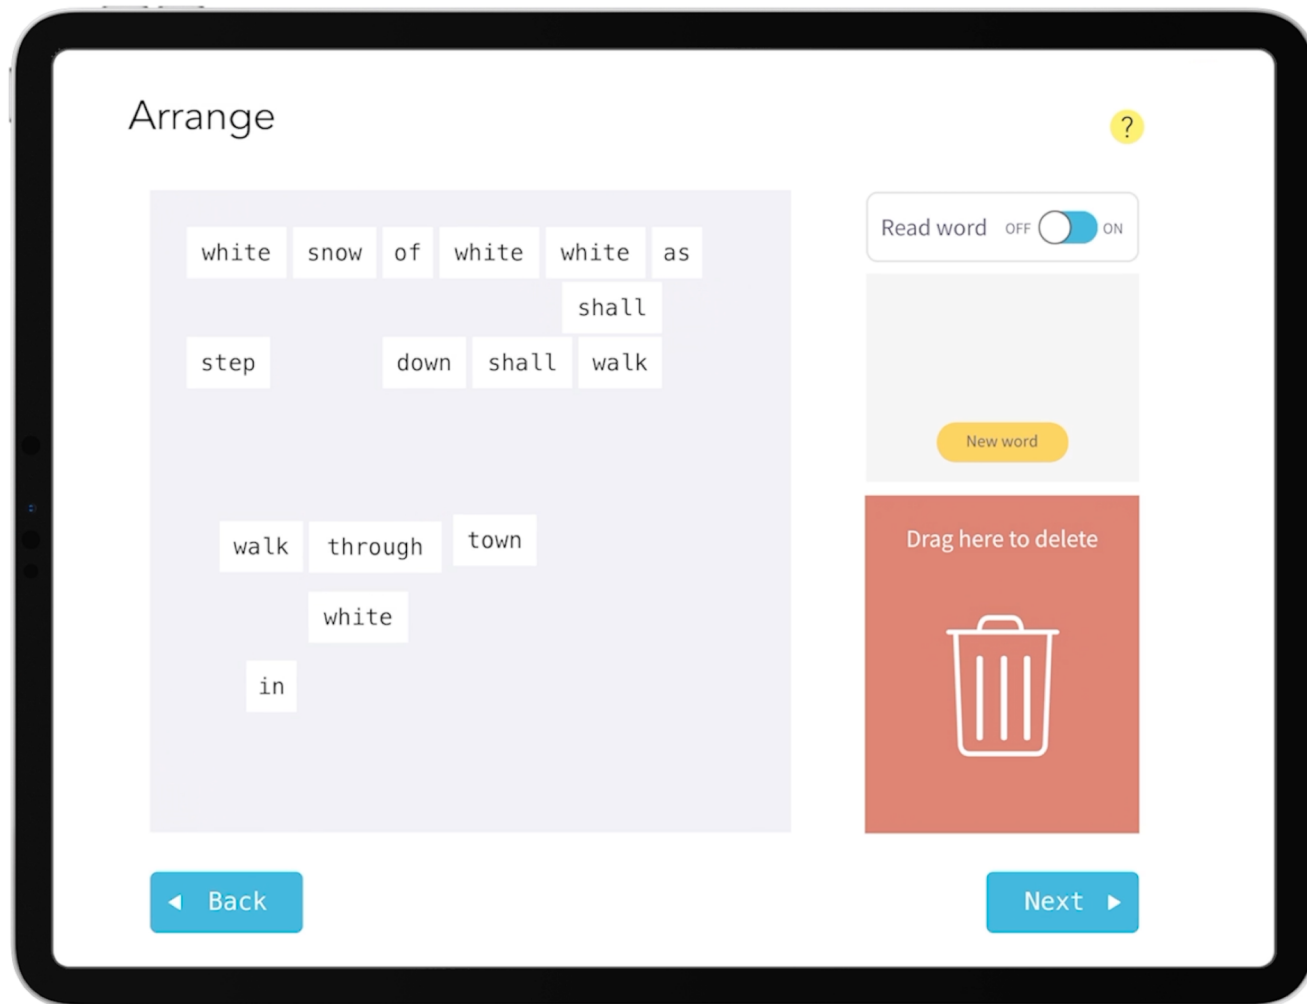 Arrange
?
Read word OFF ON
white snow of white white as
shall
step down shall walk
New word
walk through town
Drag here to delete
white
in
Back
Next